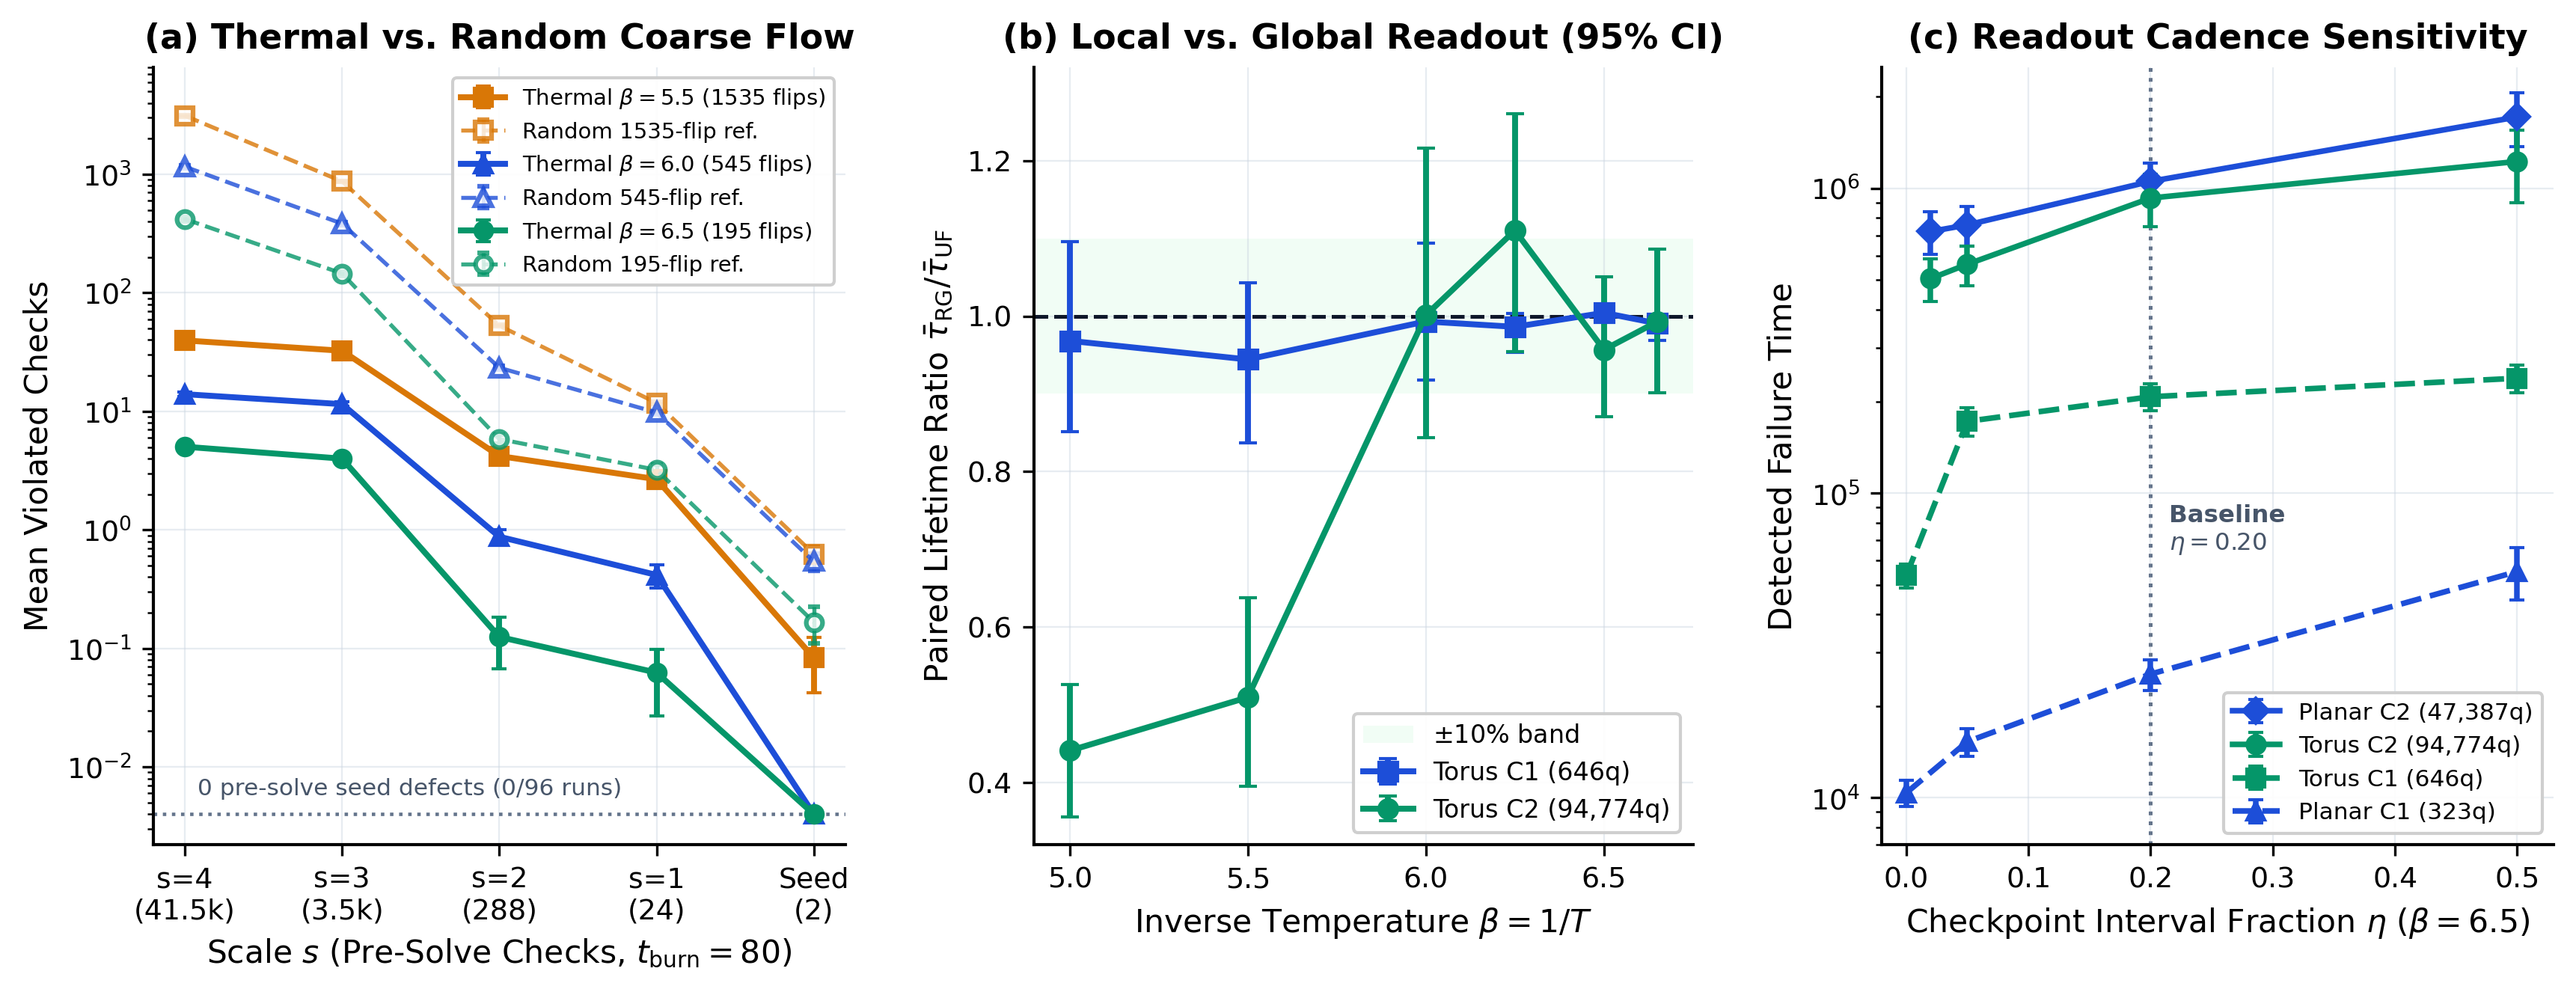 (a) Thermal vs. Random Coarse Flow
Mean Violated Checks
10³
10²
10¹
10⁰
10⁻¹
10⁻²
Thermal β = 5.5 (1535 flips)
Random 1535-flip ref.
Thermal β = 6.0 (545 flips)
Random 545-flip ref.
Thermal β = 6.5 (195 flips)
Random 195-flip ref.
0 pre-solve seed defects (0/96 runs)
s=4 s=3 s=2 s=1 Seed
(41.5k) (3.5k) (288) (24) (2)
Scale s (Pre-Solve Checks, t_burn = 80)
(b) Local vs. Global Readout (95% CI)
Paired Lifetime Ratio τ̄_RG/τ̄_UF
1.2
1.0
0.8
0.6
0.4
±10% band
Torus C1 (646q)
Torus C2 (94,774q)
5.0 5.5 6.0 6.5
Inverse Temperature β = 1/T
(c) Readout Cadence Sensitivity
Detected Failure Time
10⁶
10⁵
10⁴
Baseline
η = 0.20
Planar C2 (47,387q)
Torus C2 (94,774q)
Torus C1 (646q)
Planar C1 (323q)
0.0 0.1 0.2 0.3 0.4 0.5
Checkpoint Interval Fraction η (β = 6.5)